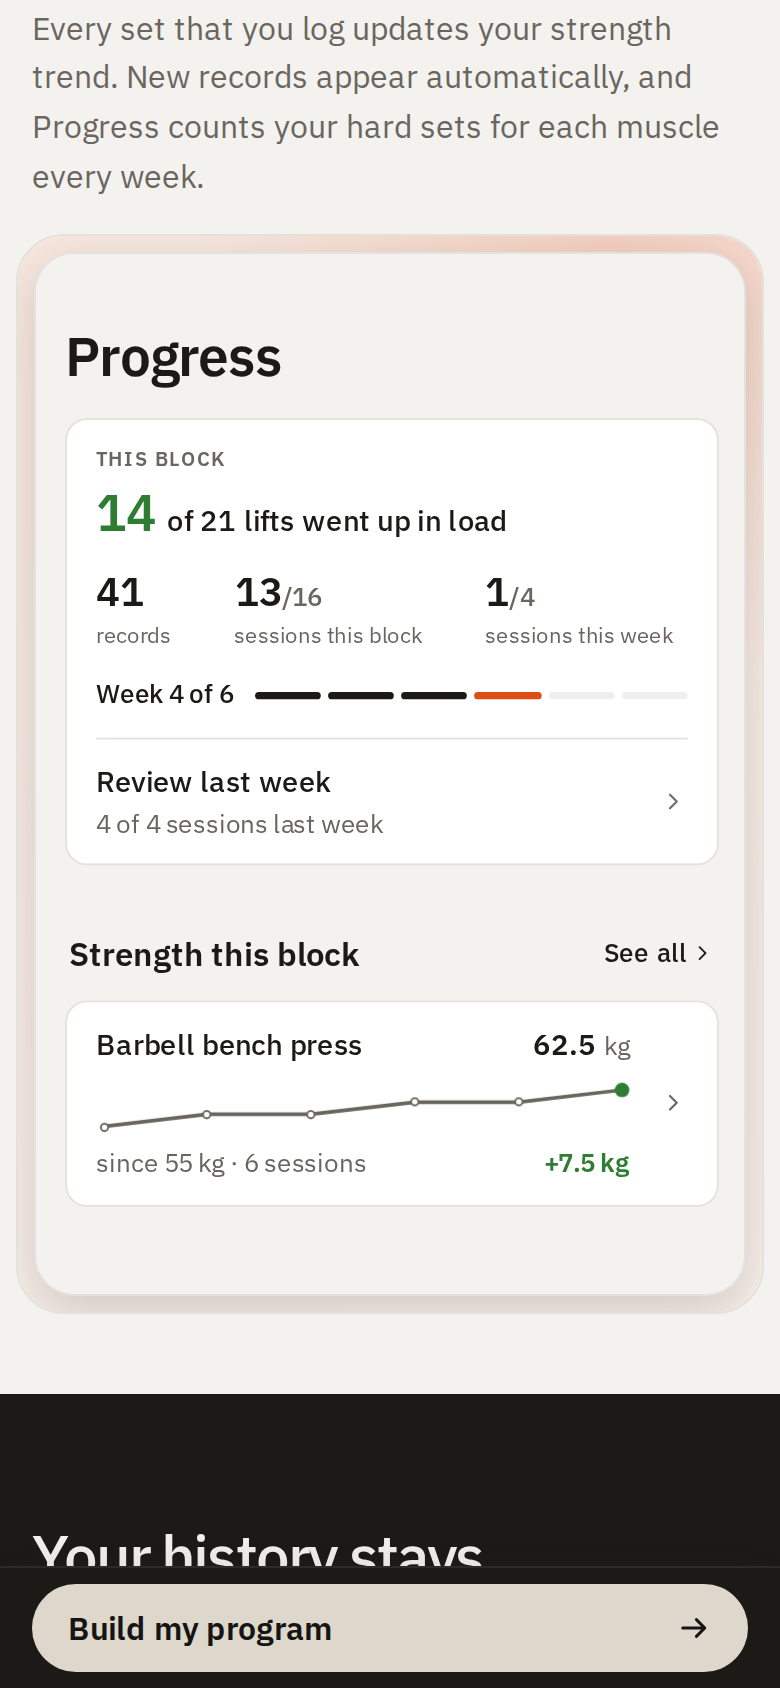 Every set that you log updates your strength
trend. New records appear automatically, and
Progress counts your hard sets for each muscle
every week.
Progress
THIS BLOCK
14 of 21 lifts went up in load
41 13/16 1/4
records sessions this block sessions this week
Week 4 of 6
Review last week
4 of 4 sessions last week
Strength this block See all
Barbell bench press 62.5 kg
since 55 kg · 6 sessions +7.5 kg
Your history stays
Build my program